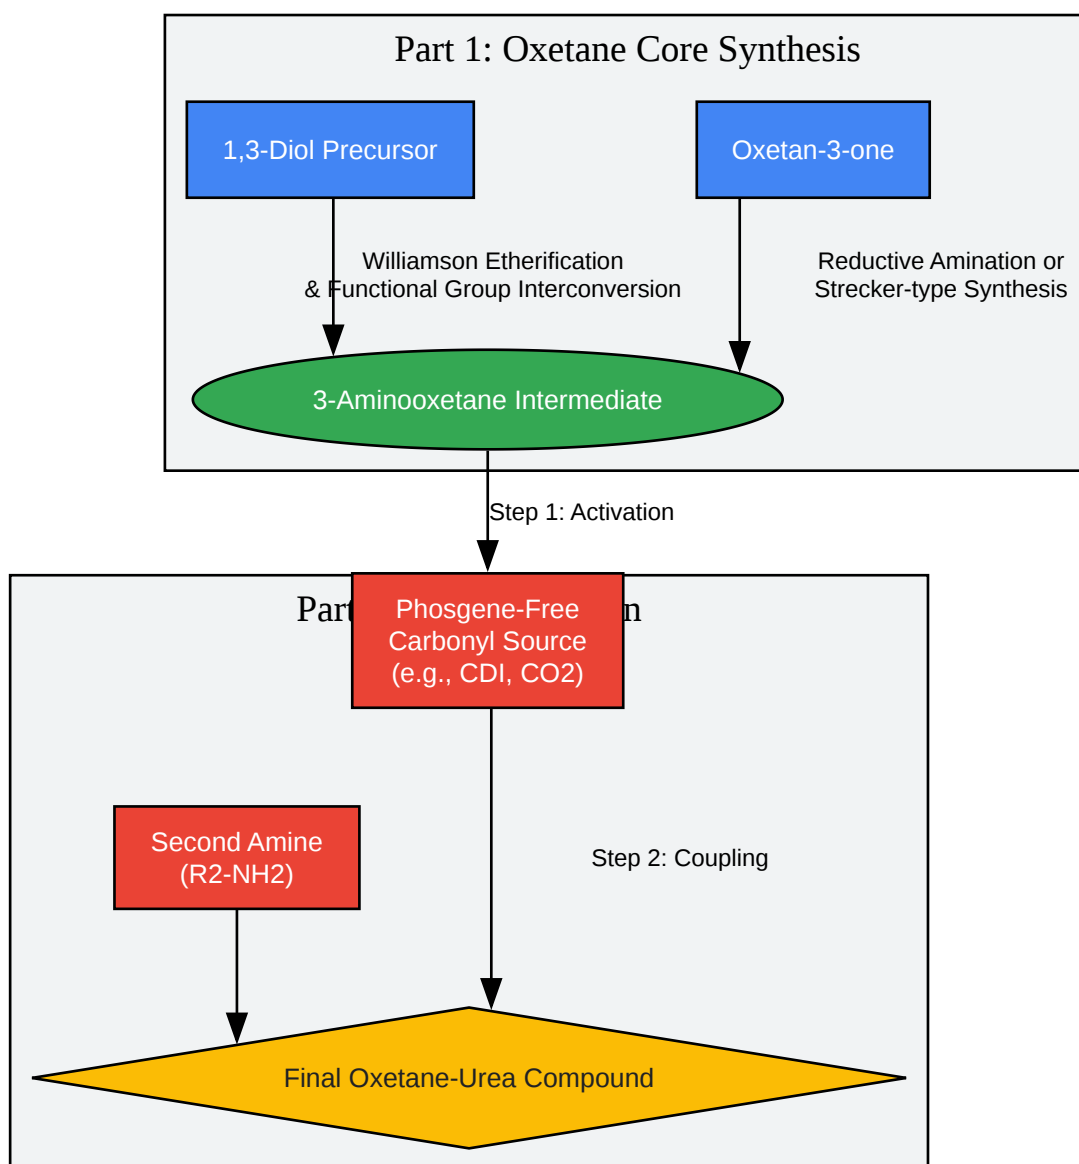 Part 1: Oxetane Core Synthesis
1,3-Diol Precursor
Oxetan-3-one
Williamson Etherification
& Functional Group Interconversion
Reductive Amination or
Strecker-type Synthesis
3-Aminooxetane Intermediate
Step 1: Activation
Part
Phosgene-Free
Carbonyl Source
(e.g., CDI, CO2)
Second Amine
(R2-NH2)
Step 2: Coupling
Final Oxetane-Urea Compound